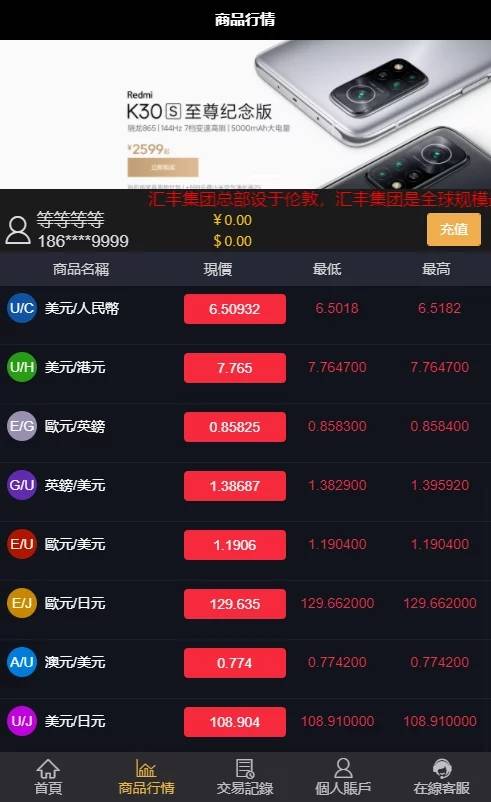 商品行情
Redmi
K30 S 至尊纪念版
骁龙865 | 144Hz 7档变速高刷 | 5000mAh大电量
¥2599起
立即购买
汇丰集团总部设于伦敦，汇丰集团是全球规模
等等等等
186****9999
¥ 0.00
$ 0.00
充值
商品名稱 現價 最低 最高
U/C 美元/人民幣 6.50932 6.5018 6.5182
U/H 美元/港元 7.765 7.764700 7.764700
E/G 歐元/英鎊 0.85825 0.858300 0.858400
G/U 英鎊/美元 1.38687 1.382900 1.395920
E/U 歐元/美元 1.1906 1.190400 1.190400
E/J 歐元/日元 129.635 129.662000 129.662000
A/U 澳元/美元 0.774 0.774200 0.774200
U/J 美元/日元 108.904 108.910000 108.910000
首頁 商品行情 交易記錄 個人賬戶 在線客服